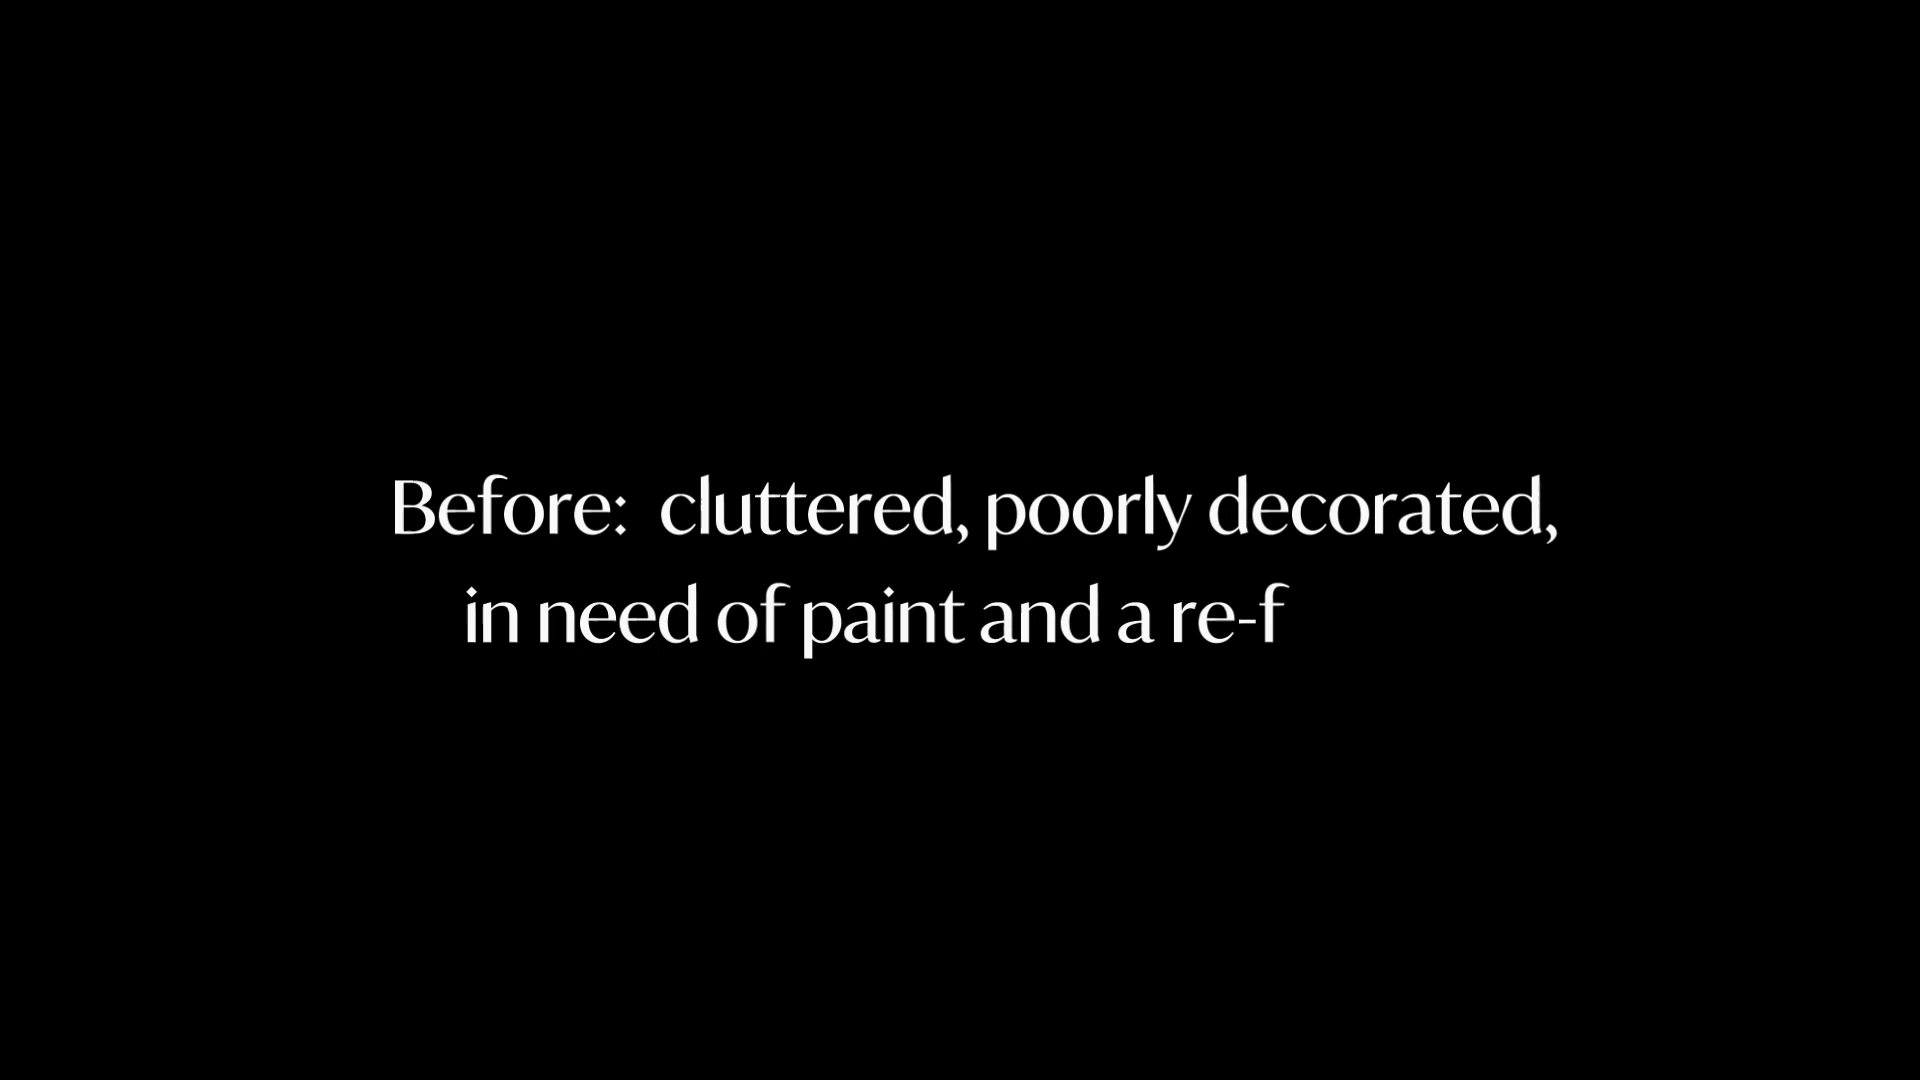 Before:  cluttered, poorly decorated,
in need of paint and a re-f